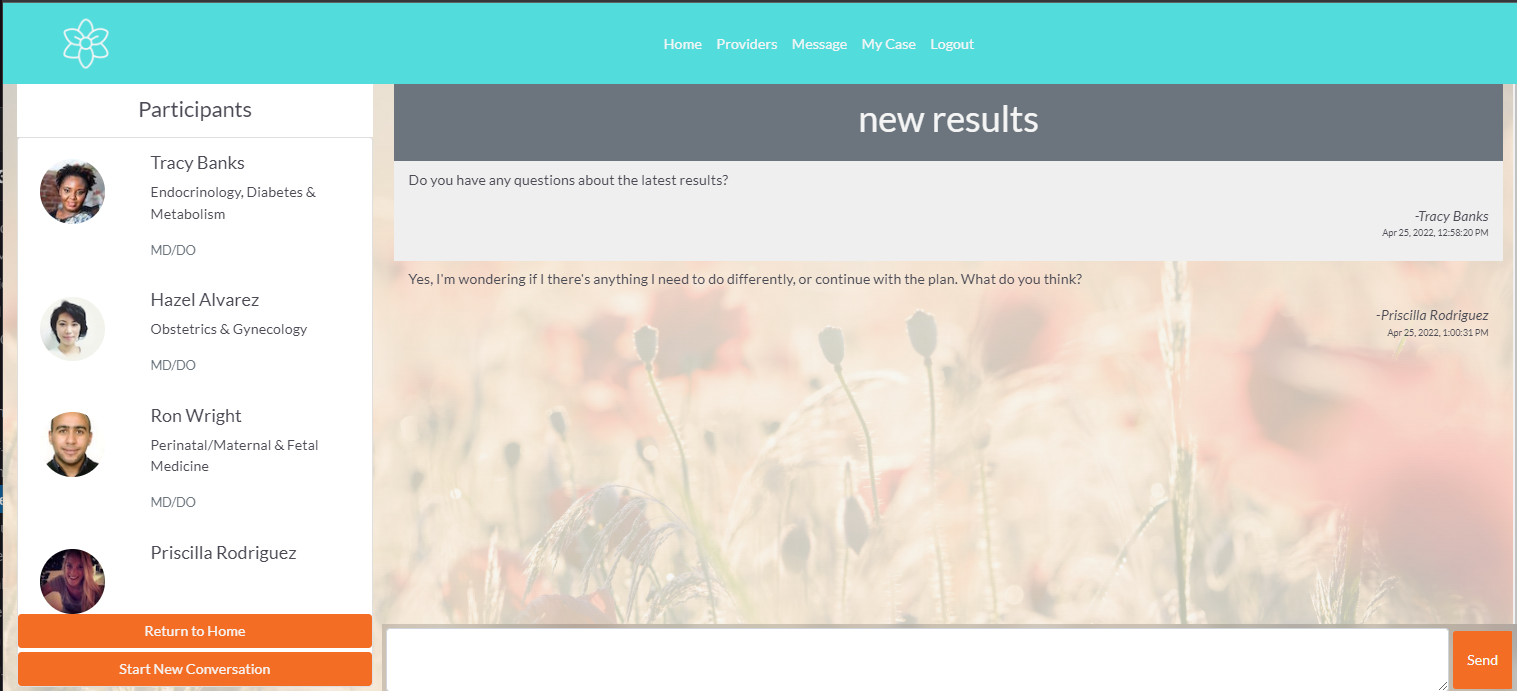 Home Providers Message My Case Logout
Participants
Tracy Banks
Endocrinology, Diabetes &
Metabolism
MD/DO
Hazel Alvarez
Obstetrics & Gynecology
MD/DO
Ron Wright
Perinatal/Maternal & Fetal
Medicine
MD/DO
Priscilla Rodriguez
Return to Home
Start New Conversation
new results
Do you have any questions about the latest results?
-Tracy Banks
Apr 25, 2022, 12:58:20 PM
Yes, I'm wondering if I there's anything I need to do differently, or continue with the plan. What do you think?
-Priscilla Rodriguez
Apr 25, 2022, 1:00:31 PM
Send